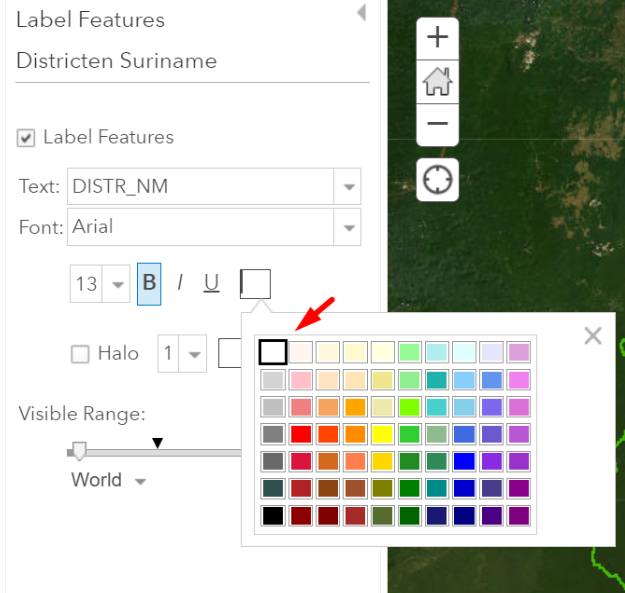 Label Features
Districten Suriname
Label Features
Text: DISTR_NM
Font: Arial
13 B I U
Halo 1
Visible Range:
World